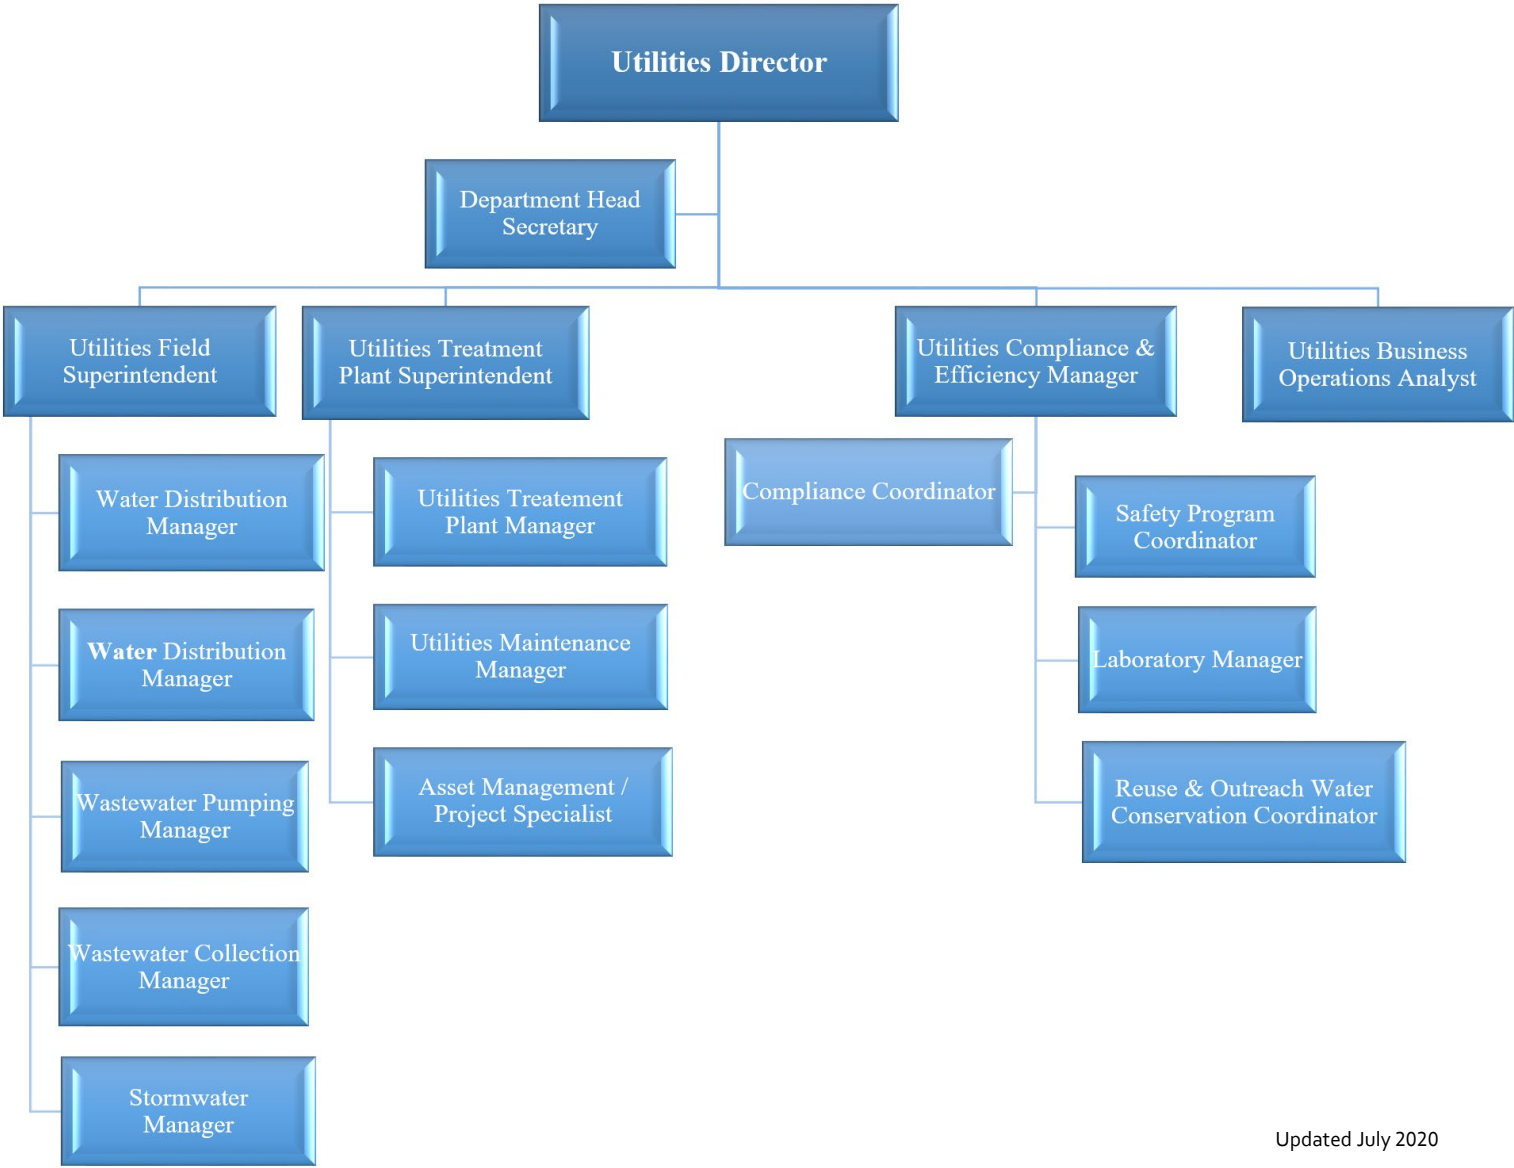 Utilities Director
Department Head
Secretary
Utilities Field
Superintendent
Utilities Treatment
Plant Superintendent
Utilities Compliance &
Efficiency Manager
Utilities Business
Operations Analyst
Water Distribution
Manager
Water Distribution
Manager
Wastewater Pumping
Manager
Wastewater Collection
Manager
Stormwater
Manager
Utilities Treatement
Plant Manager
Utilities Maintenance
Manager
Asset Management /
Project Specialist
Compliance Coordinator
Safety Program
Coordinator
Laboratory Manager
Reuse & Outreach Water
Conservation Coordinator
Updated July 2020